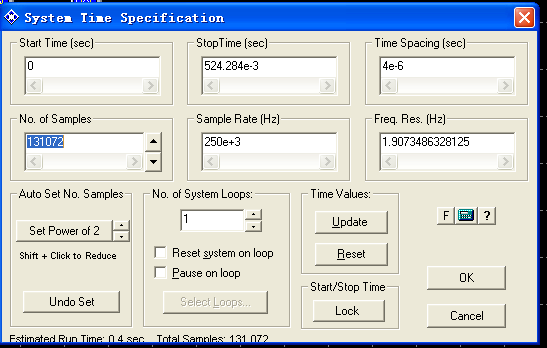 System Time Specification
Start Time (sec)
StopTime (sec)
Time Spacing (sec)
0
524.284e-3
4e-6
No. of Samples
Sample Rate (Hz)
Freq. Res. (Hz)
131072
250e+3
1.9073486328125
Auto Set No. Samples
No. of System Loops:
Time Values:
Set Power of 2
1
Update
F
?
Shift + Click to Reduce
Reset system on loop
Reset
Pause on loop
Start/Stop Time
OK
Undo Set
Select Loops...
Lock
Cancel
Estimated Run Time: 0.4 sec Total Samples: 131,072